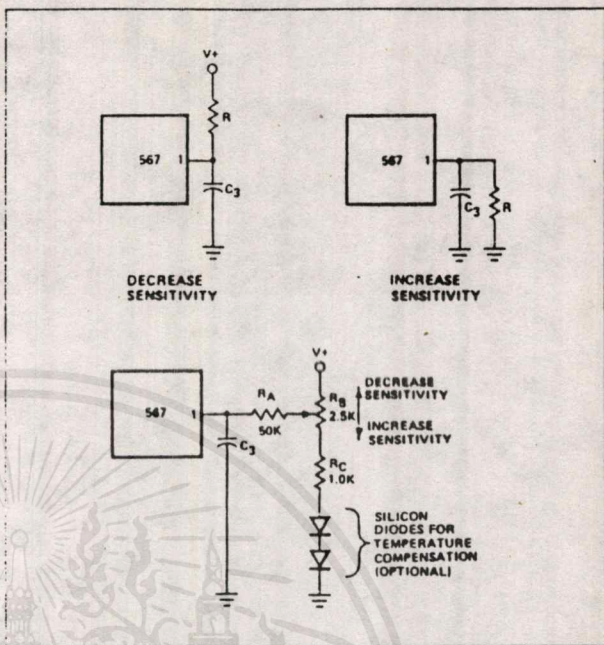 V+
R
567 1
C3
DECREASE
SENSITIVITY
567 1
C3
R
INCREASE
SENSITIVITY
V+
567 1
RA
50K
C3
RB
2.5K
DECREASE
SENSITIVITY
INCREASE
SENSITIVITY
RC
1.0K
SILICON
DIODES FOR
TEMPERATURE
COMPENSATION
(OPTIONAL)